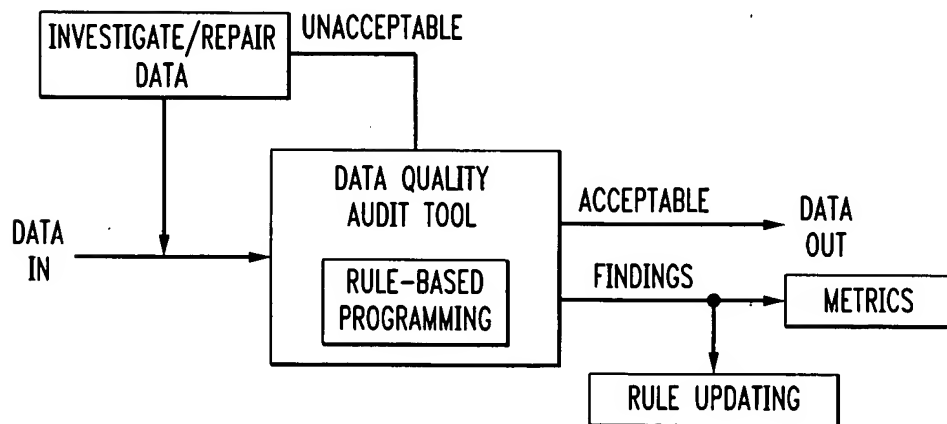 INVESTIGATE/REPAIR
DATA
UNACCEPTABLE
DATA QUALITY
AUDIT TOOL
RULE-BASED
PROGRAMMING
DATA
IN
ACCEPTABLE
DATA
OUT
FINDINGS
METRICS
RULE UPDATING